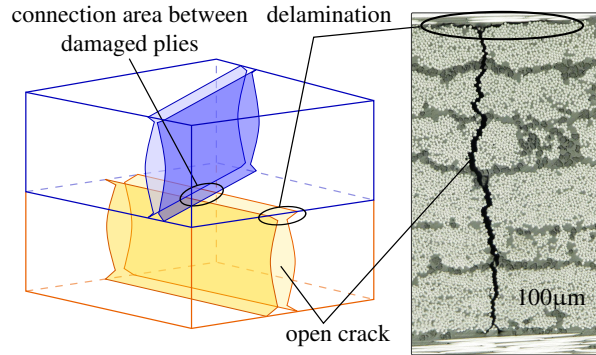 connection area between
damaged plies
delamination
100µm
open crack